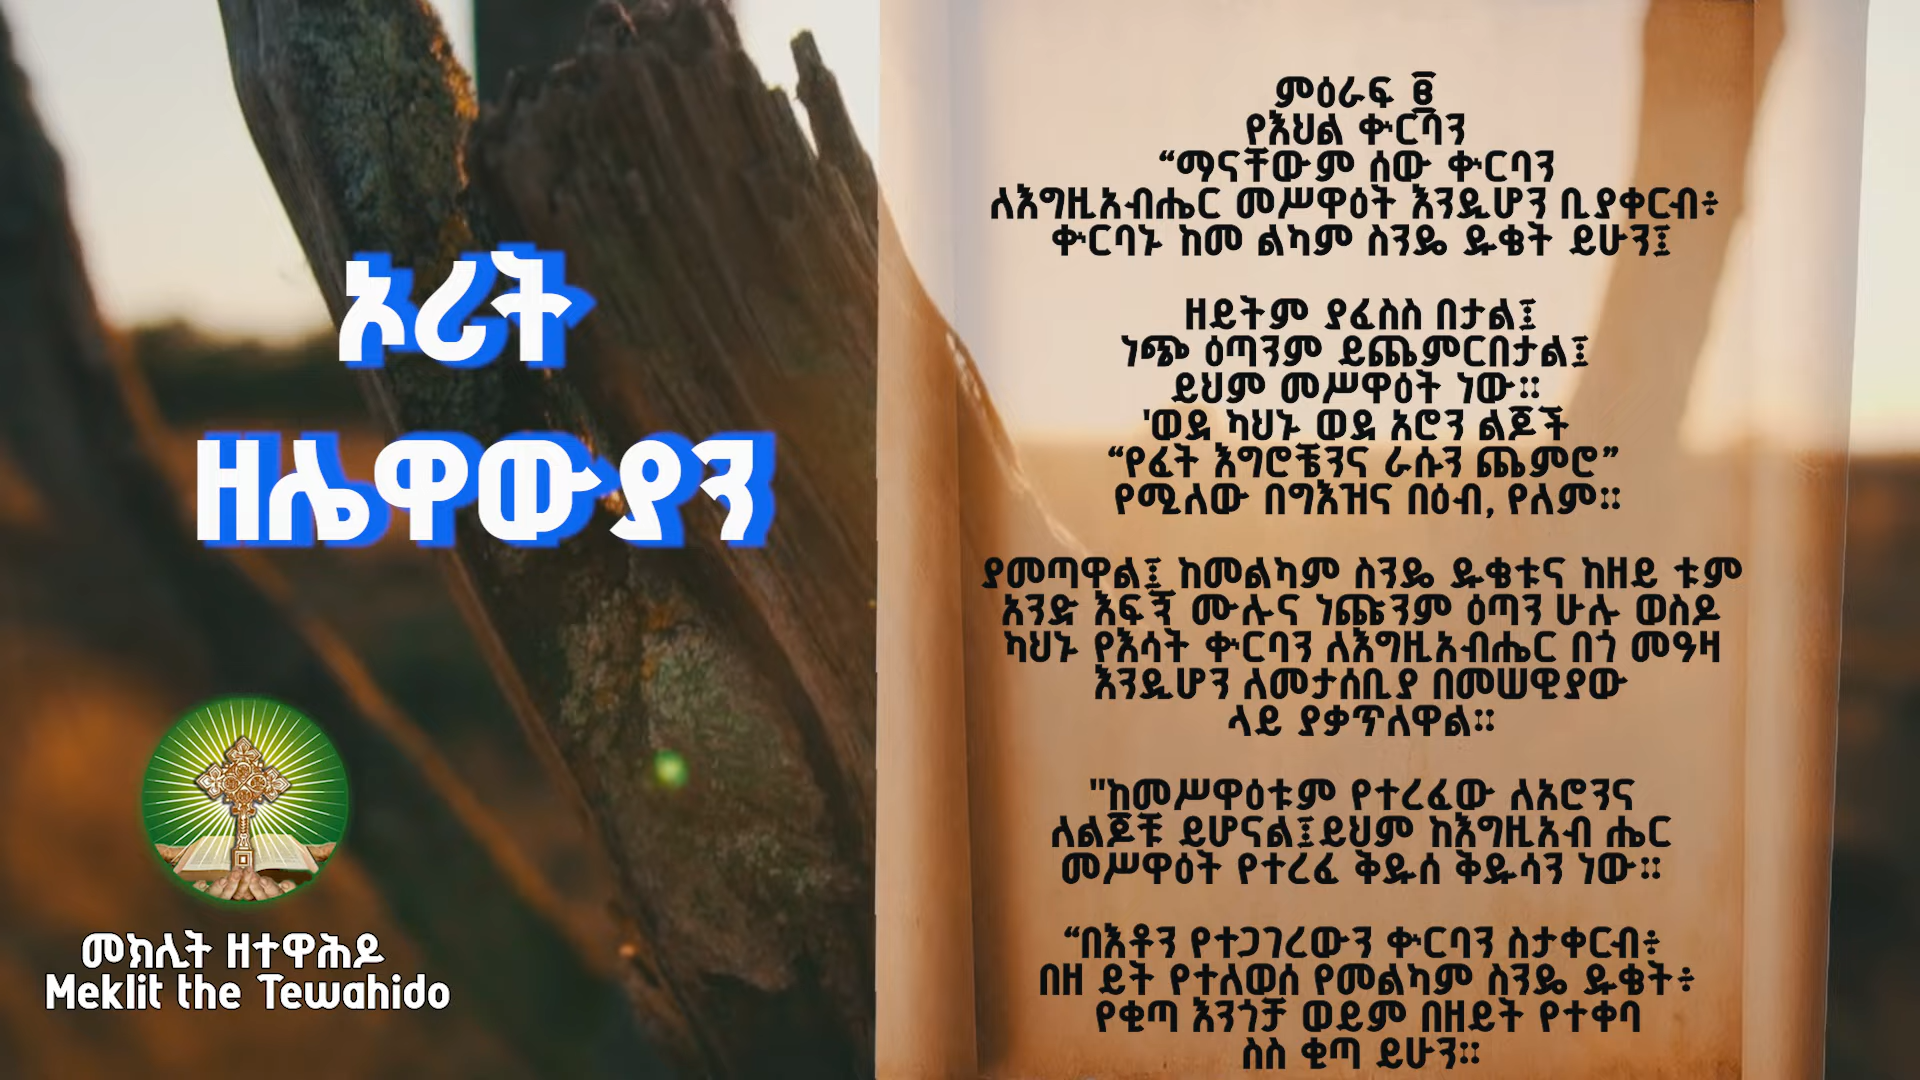 ኦሪት
ዘሌዋውያን
መክሊት ዘተዋሕዶ
Meklit the Tewahido
ምዕራፍ ፪
የእህል ቍርባን
“ማናቸውም ሰው ቍርባን
ለእግዚአብሔር መሥዋዕት እንዲሆን ቢያቀርብ፥
ቍርባኑ ከመ ልካም ስንዴ ዱቄት ይሁን፤
ዘይትም ያፈስስ በታል፤
ነጭ ዕጣንም ይጨምርበታል፤
ይህም መሥዋዕት ነው።
'ወደ ካህኑ ወደ አሮን ልጆች
“የፊት እግሮቼንና ራሱን ጨምሮ”
የሚለው በግእዝና በዕብ, የለም።
ያመጣዋል፤ ከመልካም ስንዴ ዱቄቱና ከዘይ ቱም
አንድ እፍኝ ሙሉና ነጩንም ዕጣን ሁሉ ወስዶ
ካህኑ የእሳት ቍርባን ለእግዚአብሔር በጎ መዓዛ
እንዲሆን ለመታሰቢያ በመሠዊያው
ላይ ያቃጥለዋል።
"ከመሥዋዕቱም የተረፈው ለአሮንና
ለልጆቹ ይሆናል፤ይህም ከእግዚአብ ሔር
መሥዋዕት የተረፈ ቅዱሰ ቅዱሳን ነው።
“በእቶን የተጋገረውን ቍርባን ስታቀርብ፥
በዘ ይት የተለወሰ የመልካም ስንዴ ዱቄት፥
የቂጣ እንጎቻ ወይም በዘይት የተቀባ
ስስ ቂጣ ይሁን።